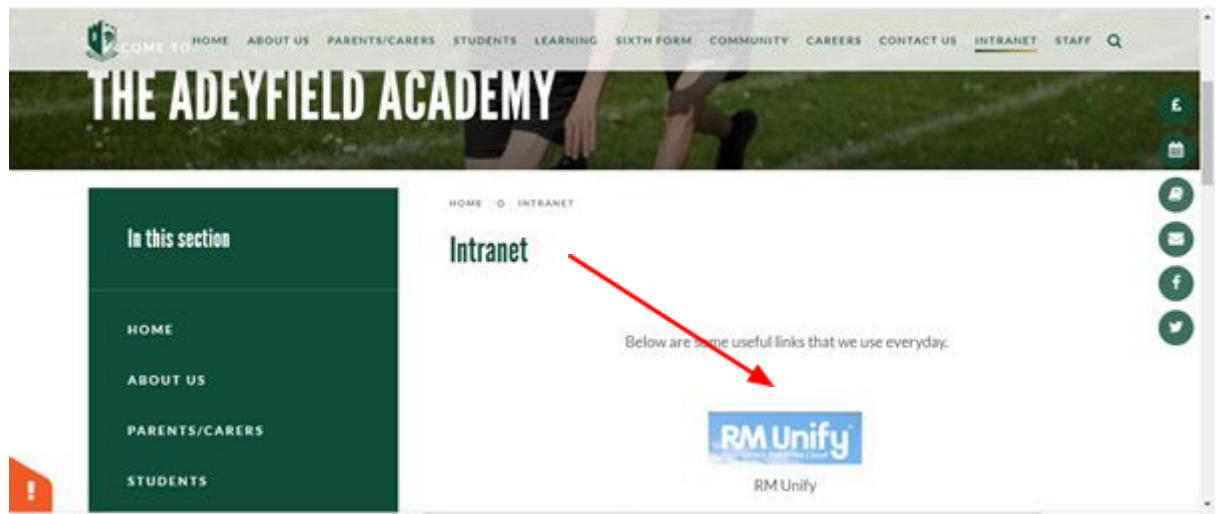 COME TO
HOME ABOUT US PARENTS/CARERS STUDENTS LEARNING SIXTH FORM COMMUNITY CAREERS CONTACT US INTRANET STAFF
THE ADEYFIELD ACADEMY
£
f
In this section
HOME
ABOUT US
PARENTS/CARERS
STUDENTS
HOME INTRANET
Intranet
Below are some useful links that we use everyday.
RM Unify
RM Unify
!